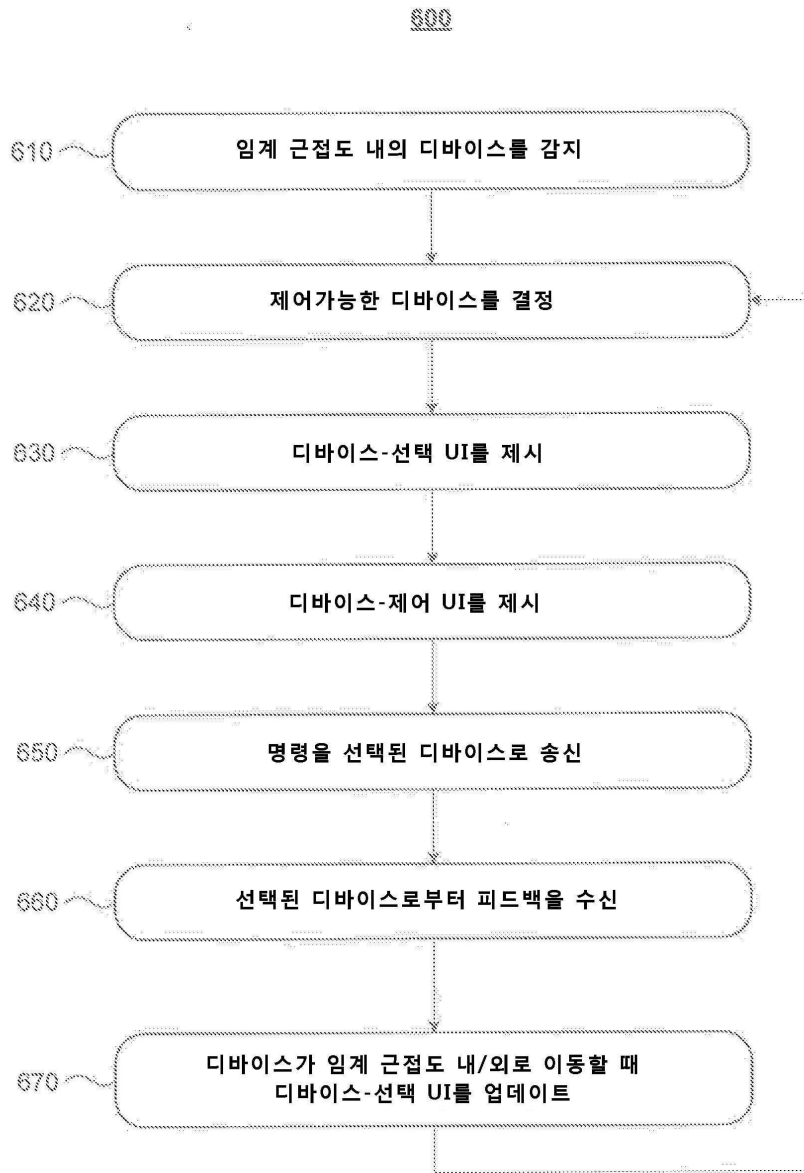 600
610
임계 근접도 내의 디바이스를 감지
620
제어가능한 디바이스를 결정
630
디바이스-선택 UI를 제시
640
디바이스-제어 UI를 제시
650
명령을 선택된 디바이스로 송신
660
선택된 디바이스로부터 피드백을 수신
670
디바이스가 임계 근접도 내/외로 이동할 때
디바이스-선택 UI를 업데이트